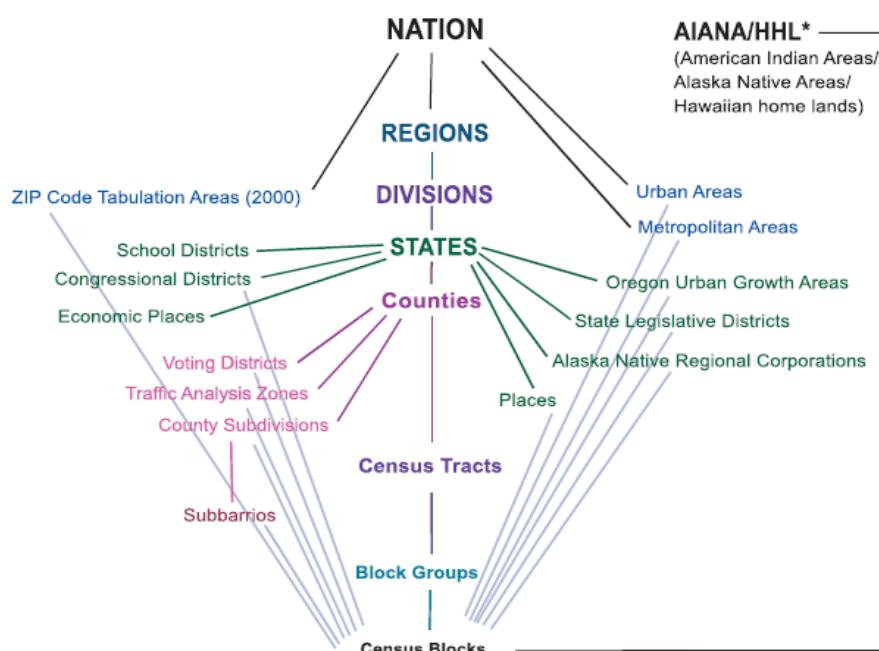 NATION
AIANA/HHL*
(American Indian Areas/
Alaska Native Areas/
Hawaiian home lands)
REGIONS
ZIP Code Tabulation Areas (2000)
DIVISIONS
Urban Areas
Metropolitan Areas
School Districts
STATES
Congressional Districts
Oregon Urban Growth Areas
Economic Places
Counties
State Legislative Districts
Voting Districts
Alaska Native Regional Corporations
Traffic Analysis Zones
Places
County Subdivisions
Census Tracts
Subbarrios
Block Groups
Census Blocks